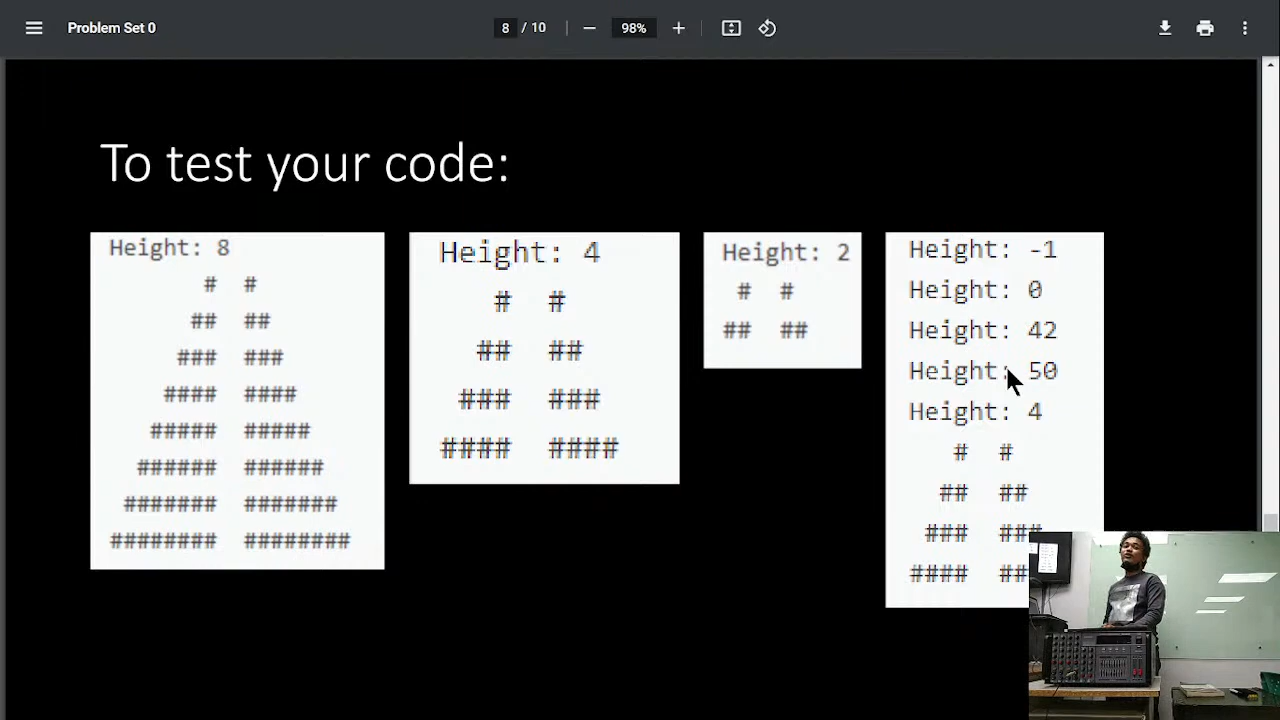 Problem Set 0
8 / 10
98%
To test your code:
Height: 8
       #  #
      ##  ##
     ###  ###
    ####  ####
   #####  #####
  ######  ######
 #######  #######
########  ########
Height: 4
   #  #
  ##  ##
 ###  ###
####  ####
Height: 2
 #  #
##  ##
Height: -1
Height: 0
Height: 42
Height: 50
Height: 4
   #  #
  ##  ##
 ###  ###
####  ##